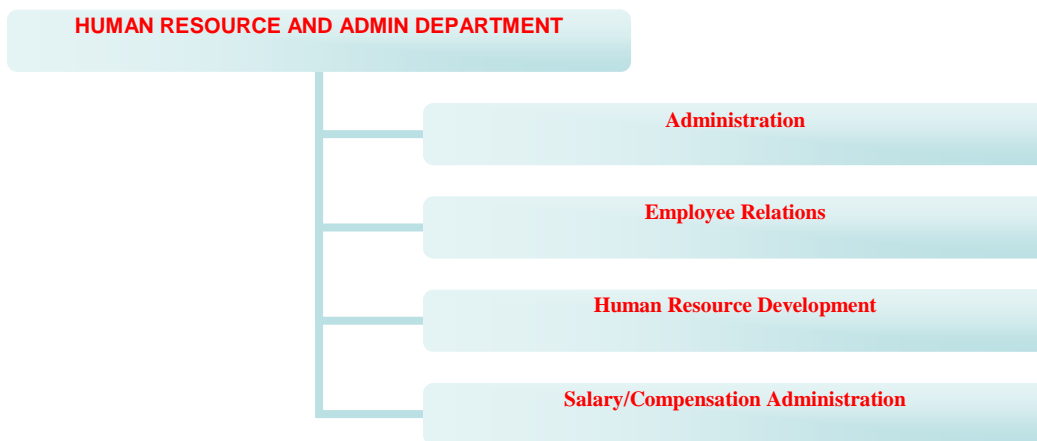 HUMAN RESOURCE AND ADMIN DEPARTMENT
Administration
Employee Relations
Human Resource Development
Salary/Compensation Administration